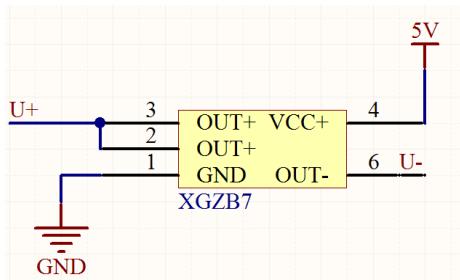 5V
U+ 3 OUT+ VCC+ 4
2 OUT+
1 GND OUT- 6 U-
XGZB7
GND